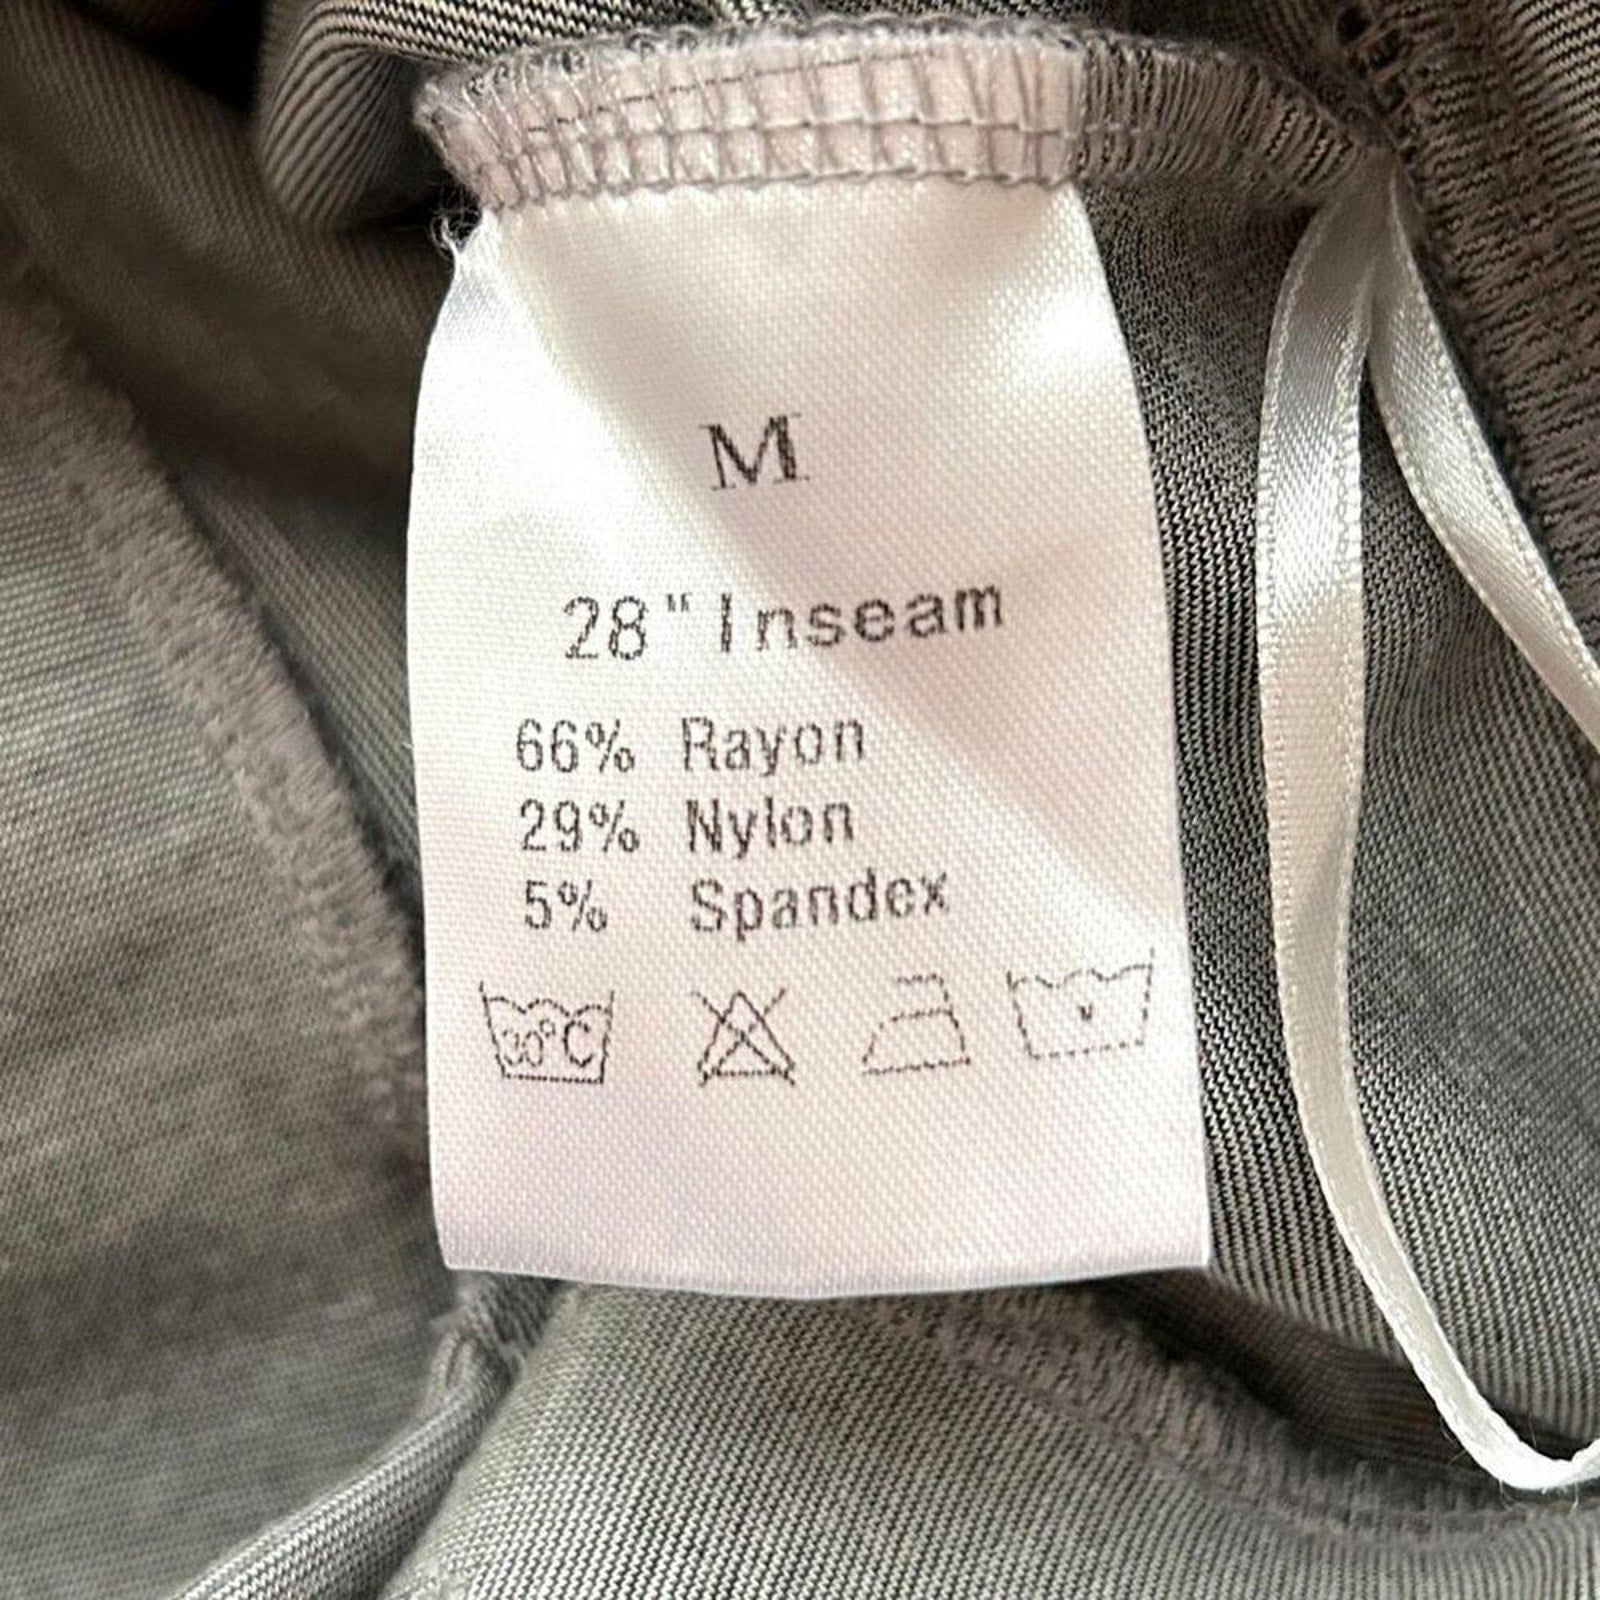 M
28" Inseam
66% Rayon
29% Nylon
5% Spandex
30°C